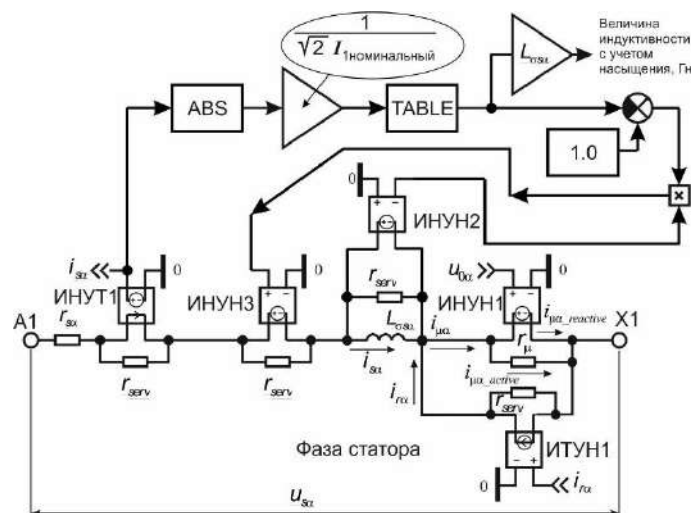 1
√2 I1номинальный
Lσsα
Величина
индуктивности
с учетом
насыщения, Гн
ABS
TABLE
1.0
0
+ −
ИНУН2
×
isα
0
ИНУТ1
ИНУН3
+ −
0
rserv
Lσsα
u0α
+ −
0
ИНУН1
iμα_reactive
A1
rsα
X1
iμα
rμ
rserv
rserv
isα
irα
iμα_active
rserv
Фаза статора
− +
ИТУН1
0
irα
usα